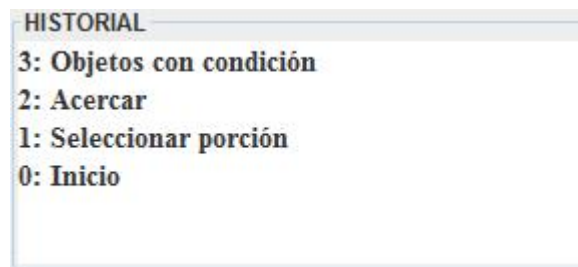 HISTORIAL
3: Objetos con condición
2: Acercar
1: Seleccionar porción
0: Inicio